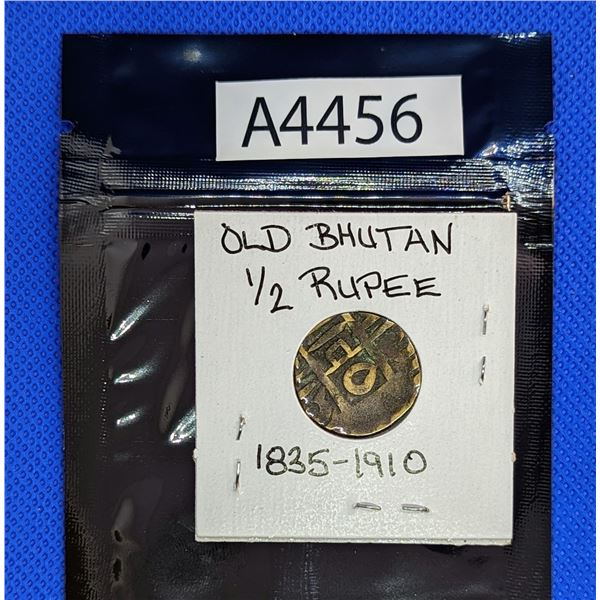 A4456
OLD BHUTAN
1/2 RUPEE
1835-1910